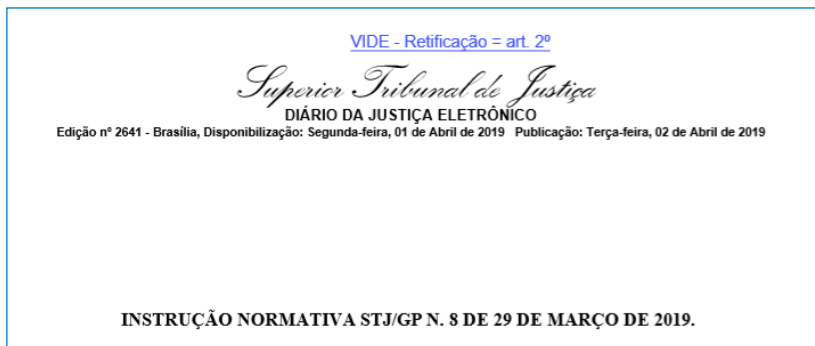 VIDE - Retificação = art. 2º
Superior Tribunal de Justiça
DIÁRIO DA JUSTIÇA ELETRÔNICO
Edição nº 2641 - Brasília, Disponibilização: Segunda-feira, 01 de Abril de 2019 Publicação: Terça-feira, 02 de Abril de 2019
INSTRUÇÃO NORMATIVA STJ/GP N. 8 DE 29 DE MARÇO DE 2019.